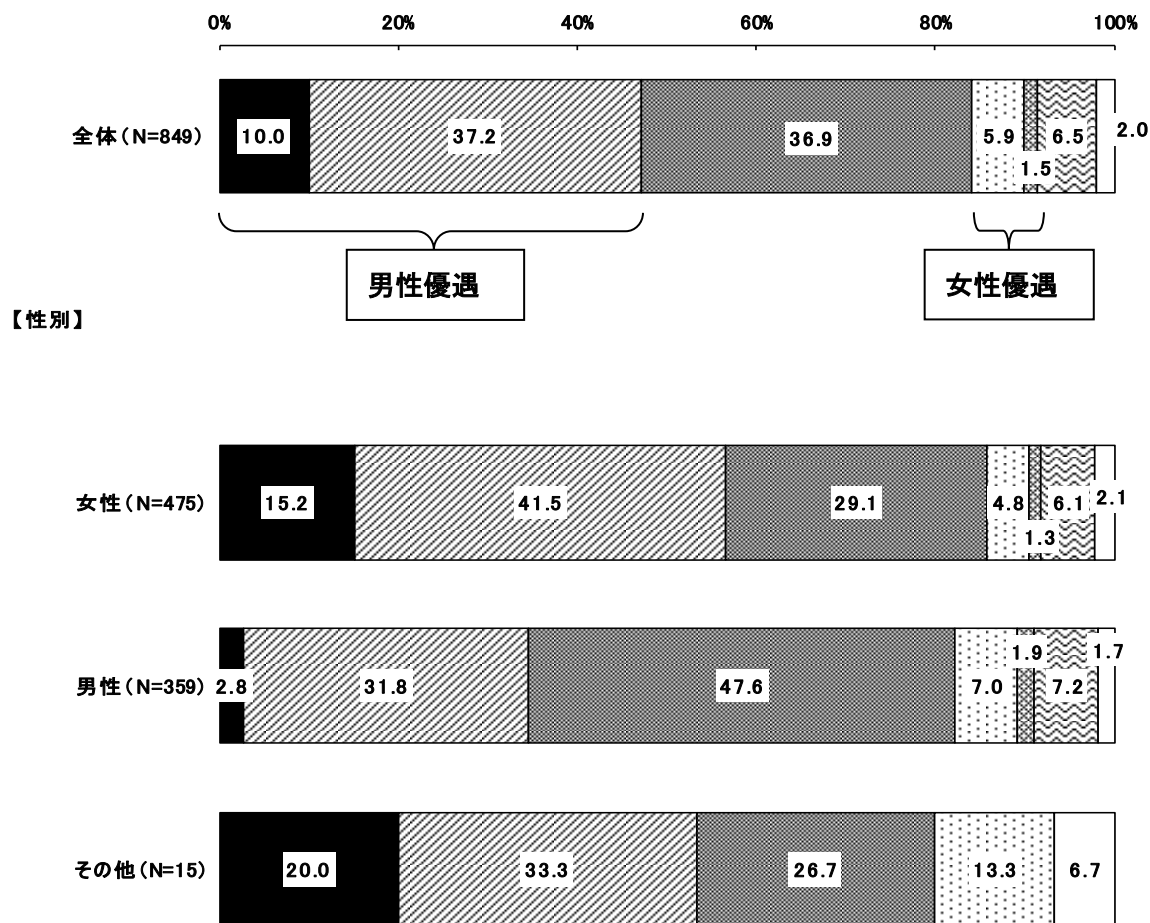 0% 20% 40% 60% 80% 100%
全体(N=849) 10.0 37.2 36.9 5.9 1.5 6.5 2.0
男性優遇 女性優遇
【性別】
女性(N=475) 15.2 41.5 29.1 4.8 1.3 6.1 2.1
男性(N=359) 2.8 31.8 47.6 7.0 1.9 7.2 1.7
その他(N=15) 20.0 33.3 26.7 13.3 6.7